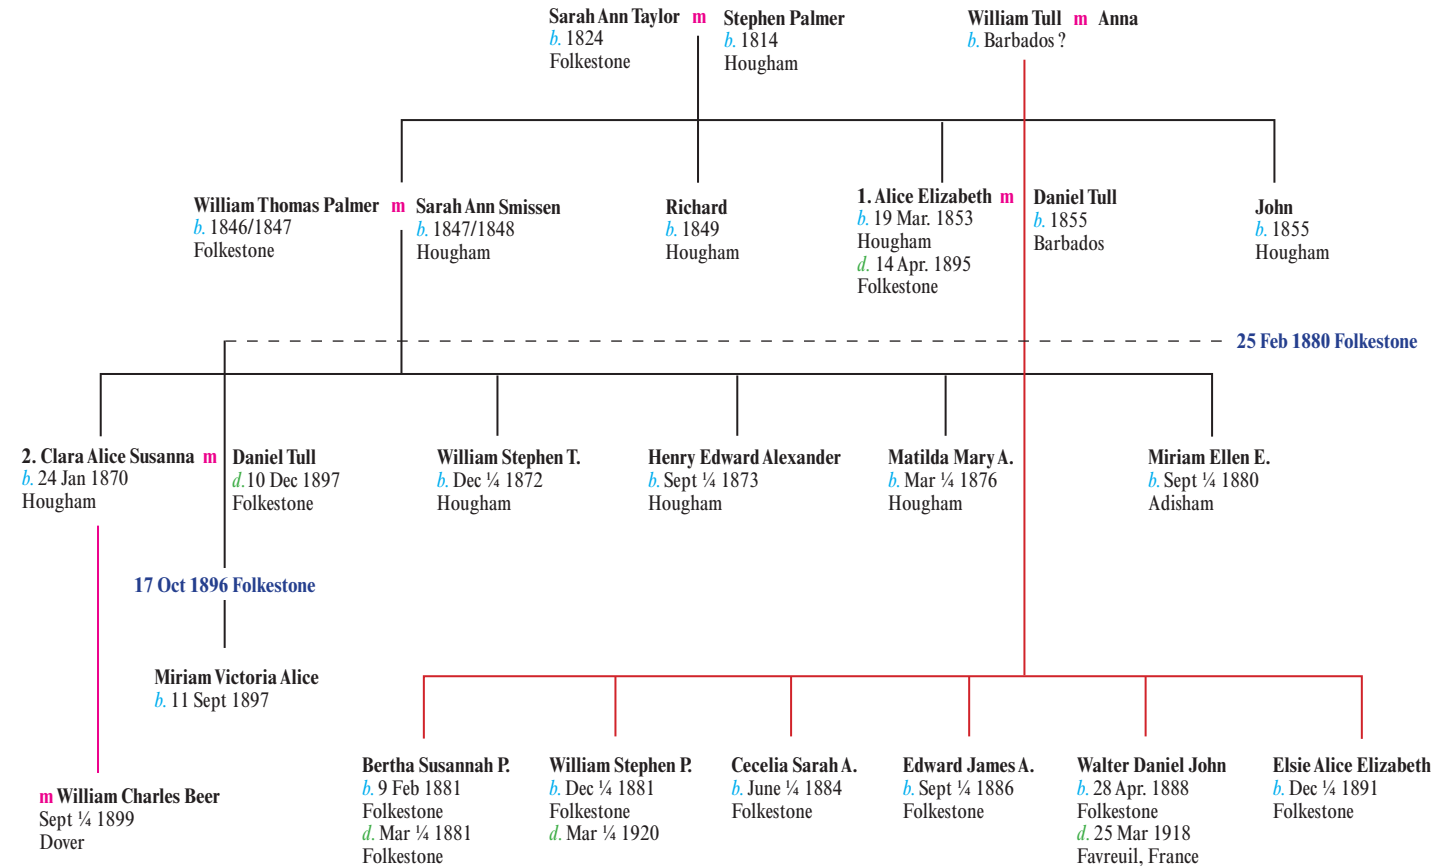 Sarah Ann Taylor m Stephen Palmer
b. 1824
Folkestone
b. 1814
Hougham
William Tull m Anna
b. Barbados ?
William Thomas Palmer m Sarah Ann Smissen
b. 1846/1847
Folkestone
b. 1847/1848
Hougham
Richard
b. 1849
Hougham
1. Alice Elizabeth m Daniel Tull
b. 19 Mar. 1853
Hougham
d. 14 Apr. 1895
Folkestone
b. 1855
Barbados
John
b. 1855
Hougham
25 Feb 1880 Folkestone
2. Clara Alice Susanna m Daniel Tull
b. 24 Jan 1870
Hougham
d.10 Dec 1897
Folkestone
William Stephen T.
b. Dec ¼ 1872
Hougham
Henry Edward Alexander
b. Sept ¼ 1873
Hougham
Matilda Mary A.
b. Mar ¼ 1876
Hougham
Miriam Ellen E.
b. Sept ¼ 1880
Adisham
17 Oct 1896 Folkestone
Miriam Victoria Alice
b. 11 Sept 1897
m William Charles Beer
Sept ¼ 1899
Dover
Bertha Susannah P.
b. 9 Feb 1881
Folkestone
d. Mar ¼ 1881
Folkestone
William Stephen P.
b. Dec ¼ 1881
Folkestone
d. Mar ¼ 1920
Cecelia Sarah A.
b. June ¼ 1884
Folkestone
Edward James A.
b. Sept ¼ 1886
Folkestone
Walter Daniel John
b. 28 Apr. 1888
Folkestone
d. 25 Mar 1918
Favreuil, France
Elsie Alice Elizabeth
b. Dec ¼ 1891
Folkestone